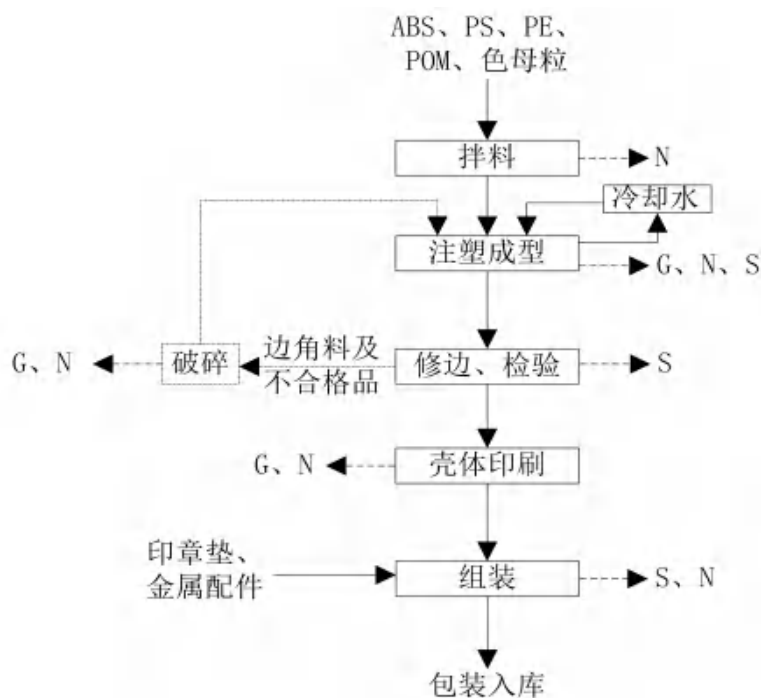 ABS、PS、PE、
POM、色母粒
拌料
N
冷却水
注塑成型
G、N、S
G、N
破碎
边角料及
不合格品
修边、检验
S
G、N
壳体印刷
印章垫、
金属配件
组装
S、N
包装入库